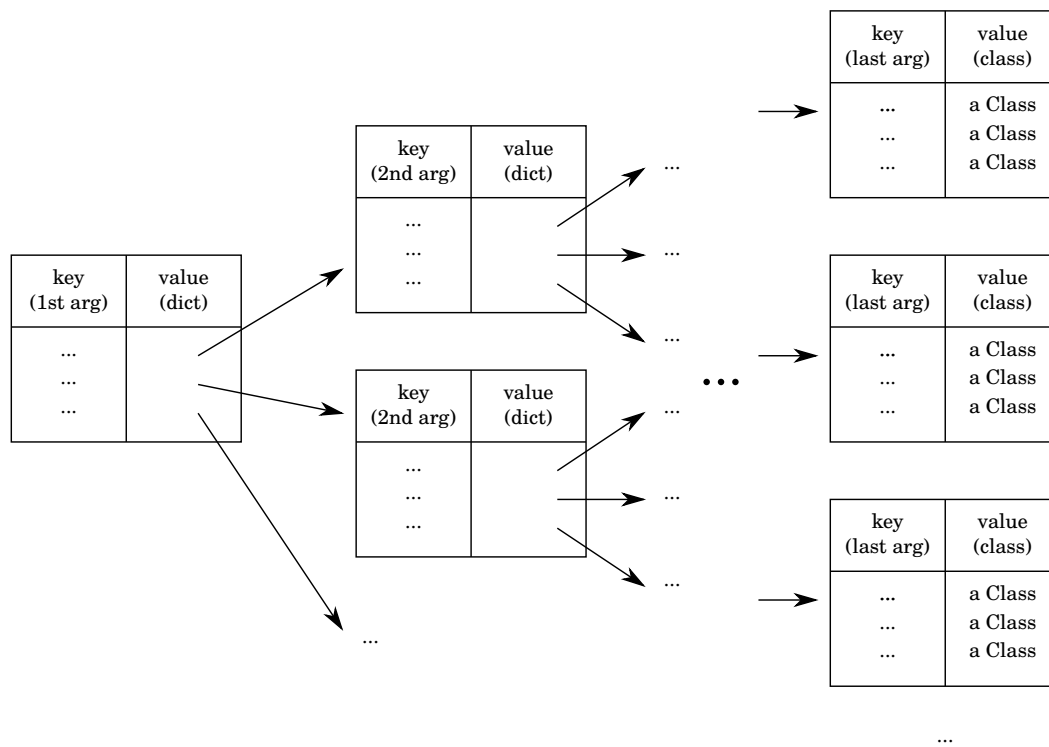 key
(1st arg)
value
(dict)
...
...
...
key
(2nd arg)
value
(dict)
...
...
...
key
(2nd arg)
value
(dict)
...
...
...
...
...
...
...
...
...
...
...
key
(last arg)
value
(class)
... a Class
... a Class
... a Class
key
(last arg)
value
(class)
... a Class
... a Class
... a Class
key
(last arg)
value
(class)
... a Class
... a Class
... a Class
...